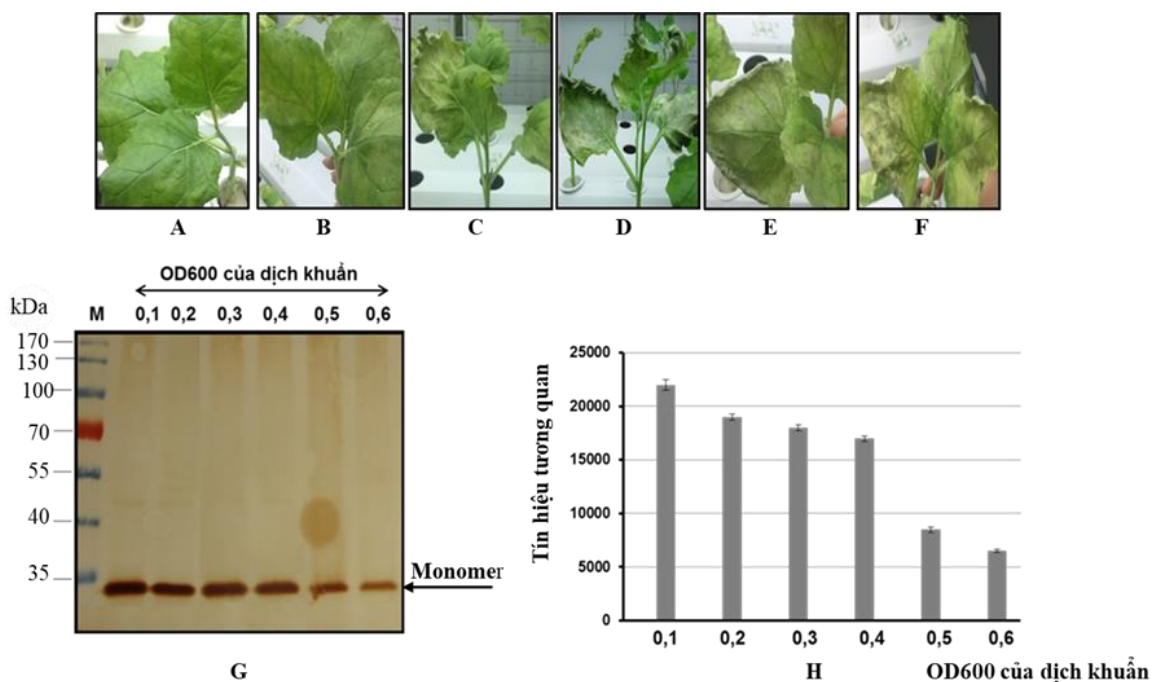 A B C D E F
OD600 của dịch khuẩn
kDa
M 0,1 0,2 0,3 0,4 0,5 0,6
170
130
100
70
55
40
35
Monomer
G
Tín hiệu tương quan
25000
20000
15000
10000
5000
0
0,1 0,2 0,3 0,4 0,5 0,6
H
OD600 của dịch khuẩn